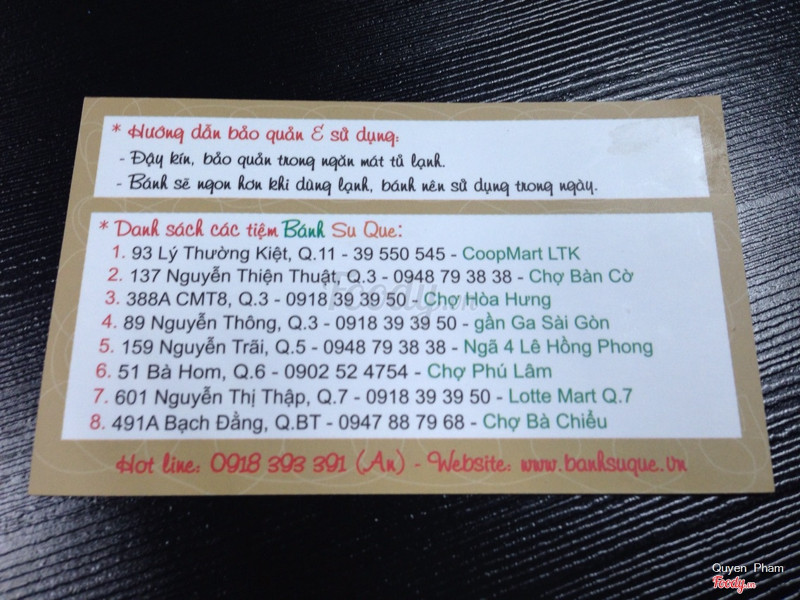 * Hướng dẫn bảo quản & sử dụng:
- Đậy kín, bảo quản trong ngăn mát tủ lạnh.
- Bánh sẽ ngon hơn khi dùng lạnh, bánh nên sử dụng trong ngày.
* Danh sách các tiệm Bánh Su Que:
1. 93 Lý Thường Kiệt, Q.11 - 39 550 545 - CoopMart LTK
2. 137 Nguyễn Thiện Thuật, Q.3 - 0948 79 38 38 - Chợ Bàn Cờ
3. 388A CMT8, Q.3 - 0918 39 39 50 - Chợ Hòa Hưng
4. 89 Nguyễn Thông, Q.3 - 0918 39 39 50 - gần Ga Sài Gòn
5. 159 Nguyễn Trãi, Q.5 - 0948 79 38 38 - Ngã 4 Lê Hồng Phong
6. 51 Bà Hom, Q.6 - 0902 52 4754 - Chợ Phú Lâm
7. 601 Nguyễn Thị Thập, Q.7 - 0918 39 39 50 - Lotte Mart Q.7
8. 491A Bạch Đằng, Q.BT - 0947 88 79 68 - Chợ Bà Chiểu
Hot line: 0918 393 391 (An) - Website: www.banhsuque.vn
Foody.vn
Quyen Pham
Foody.vn